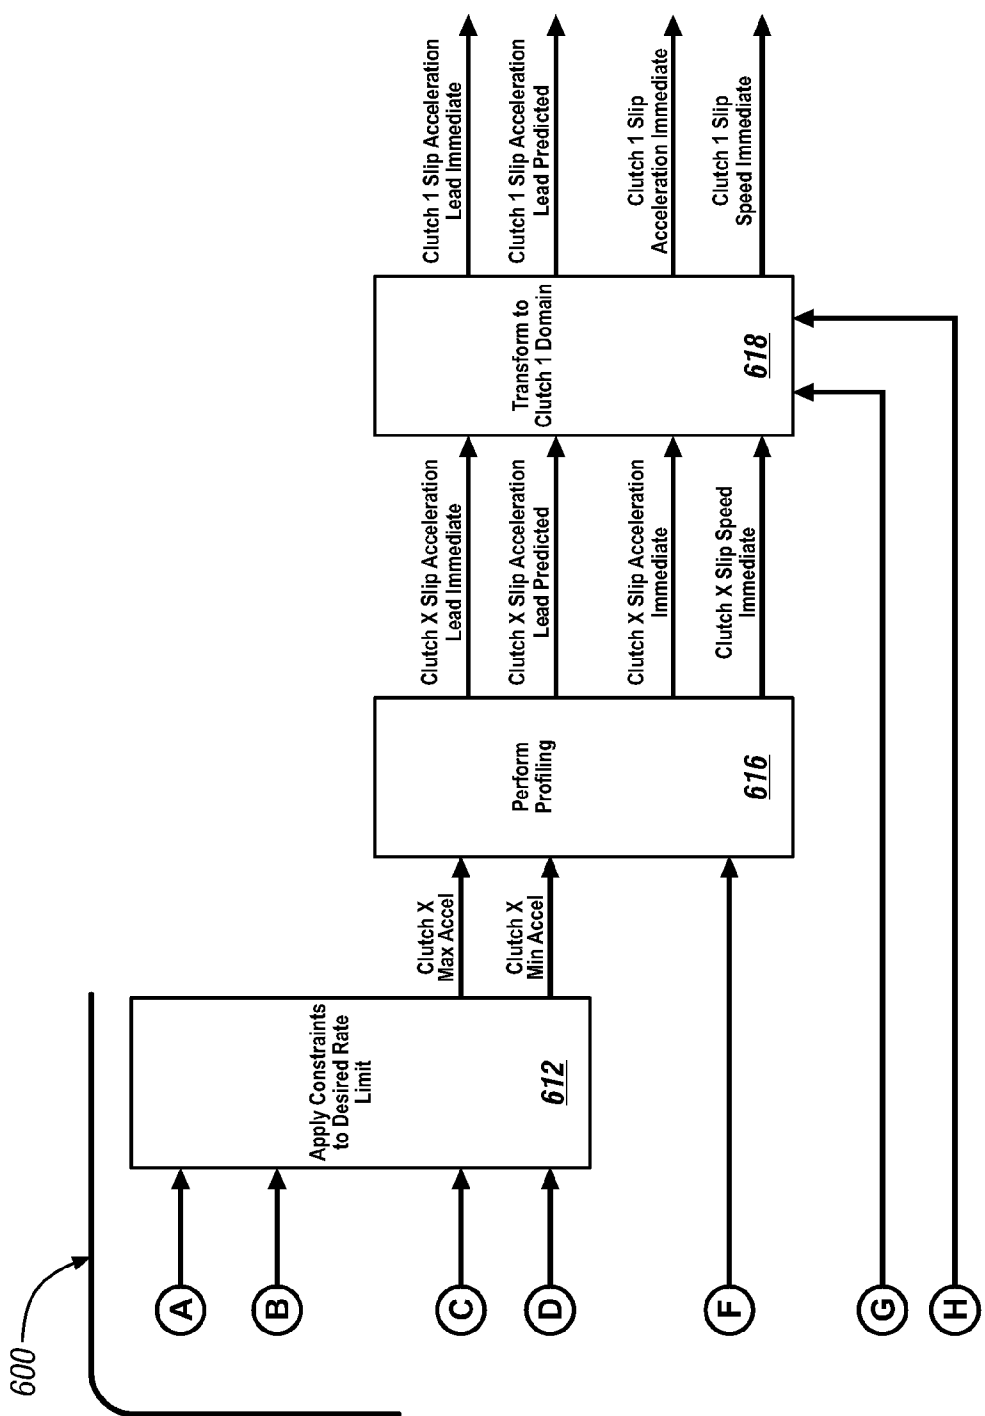 600
A
B
C
D
F
G
H
Apply Constraints
to Desired Rate
Limit
612
Clutch X
Max Accel
Clutch X
Min Accel
Perform
Profiling
616
Clutch X Slip Acceleration
Lead Immediate
Clutch X Slip Acceleration
Lead Predicted
Clutch X Slip Acceleration
Immediate
Clutch X Slip Speed
Immediate
Transform to
Clutch 1 Domain
618
Clutch 1 Slip Acceleration
Lead Immediate
Clutch 1 Slip Acceleration
Lead Predicted
Clutch 1 Slip
Acceleration Immediate
Clutch 1 Slip
Speed Immediate